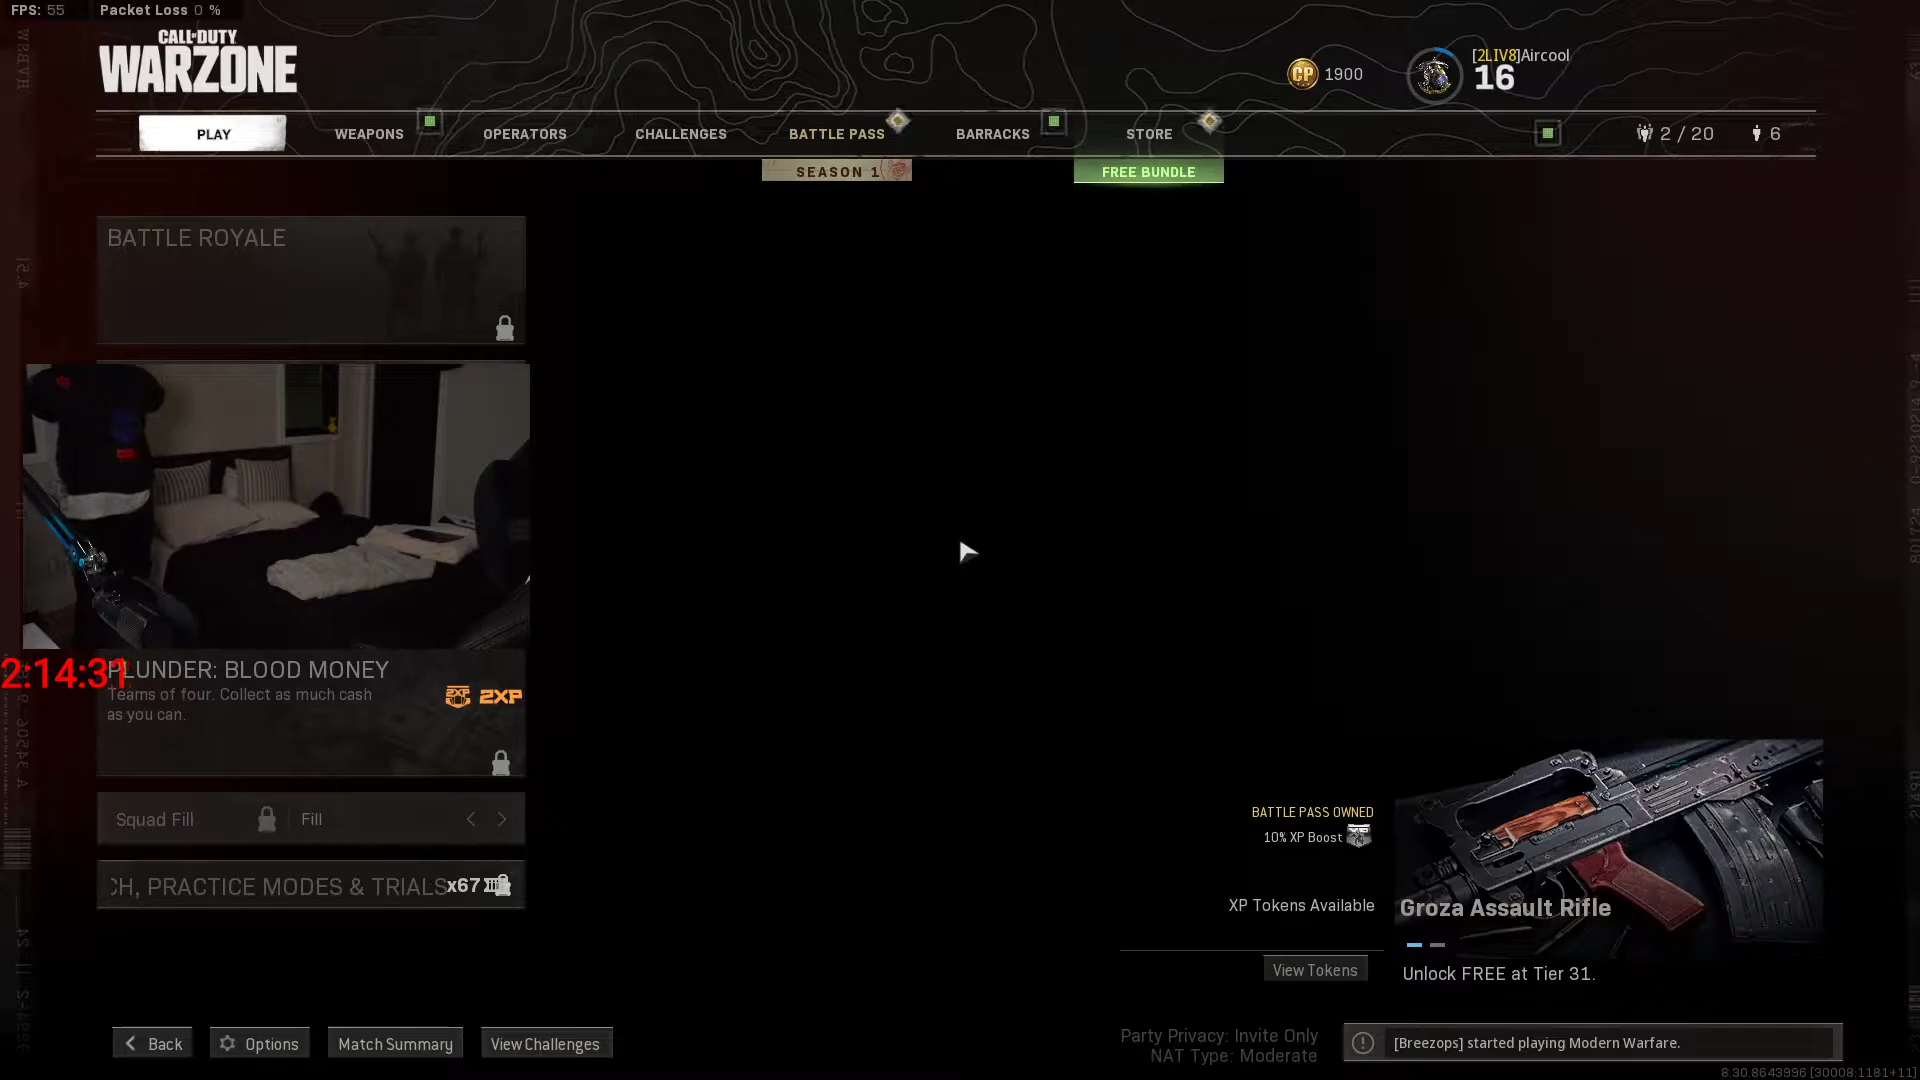 FPS: 55 Packet Loss 0 %
CALL OF DUTY
WARZONE
CP 1900
[2LIV8]Aircool
16
PLAY
WEAPONS
OPERATORS
CHALLENGES
BATTLE PASS
BARRACKS
STORE
2 / 20
6
SEASON 1
FREE BUNDLE
BATTLE ROYALE
2:14:31
PLUNDER: BLOOD MONEY
Teams of four. Collect as much cash
as you can.
2XP 2XP
Squad Fill
Fill
CH, PRACTICE MODES & TRIALS
x67
BATTLE PASS OWNED
10% XP Boost
XP Tokens Available
View Tokens
Groza Assault Rifle
Unlock FREE at Tier 31.
Back
Options
Match Summary
View Challenges
Party Privacy: Invite Only
NAT Type: Moderate
[Breezops] started playing Modern Warfare.
8.30.8643996 [30008:1181+11]